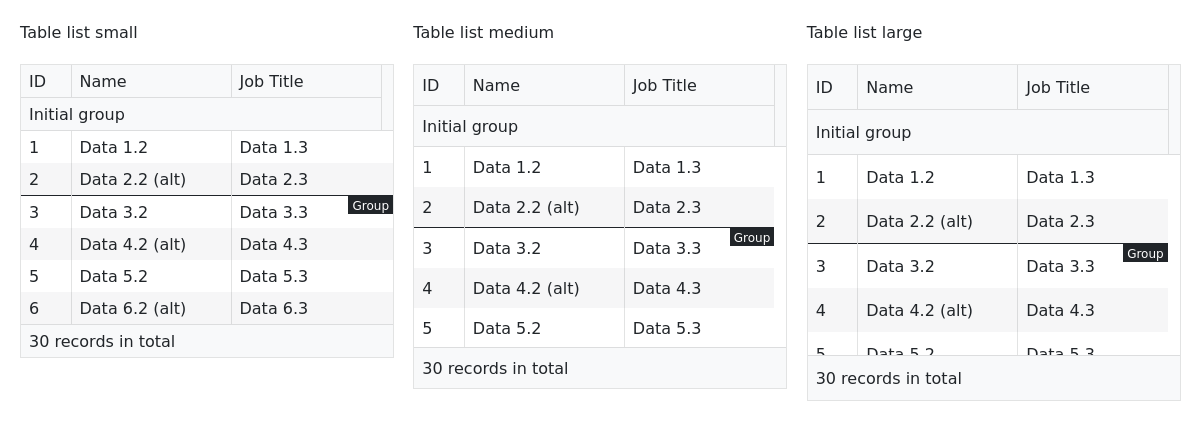 Table list small
ID Name Job Title
Initial group
1 Data 1.2 Data 1.3
2 Data 2.2 (alt) Data 2.3
Group
3 Data 3.2 Data 3.3
4 Data 4.2 (alt) Data 4.3
5 Data 5.2 Data 5.3
6 Data 6.2 (alt) Data 6.3
30 records in total
Table list medium
ID Name Job Title
Initial group
1 Data 1.2 Data 1.3
2 Data 2.2 (alt) Data 2.3
Group
3 Data 3.2 Data 3.3
4 Data 4.2 (alt) Data 4.3
5 Data 5.2 Data 5.3
30 records in total
Table list large
ID Name Job Title
Initial group
1 Data 1.2 Data 1.3
2 Data 2.2 (alt) Data 2.3
Group
3 Data 3.2 Data 3.3
4 Data 4.2 (alt) Data 4.3
5 Data 5.2 Data 5.3
30 records in total